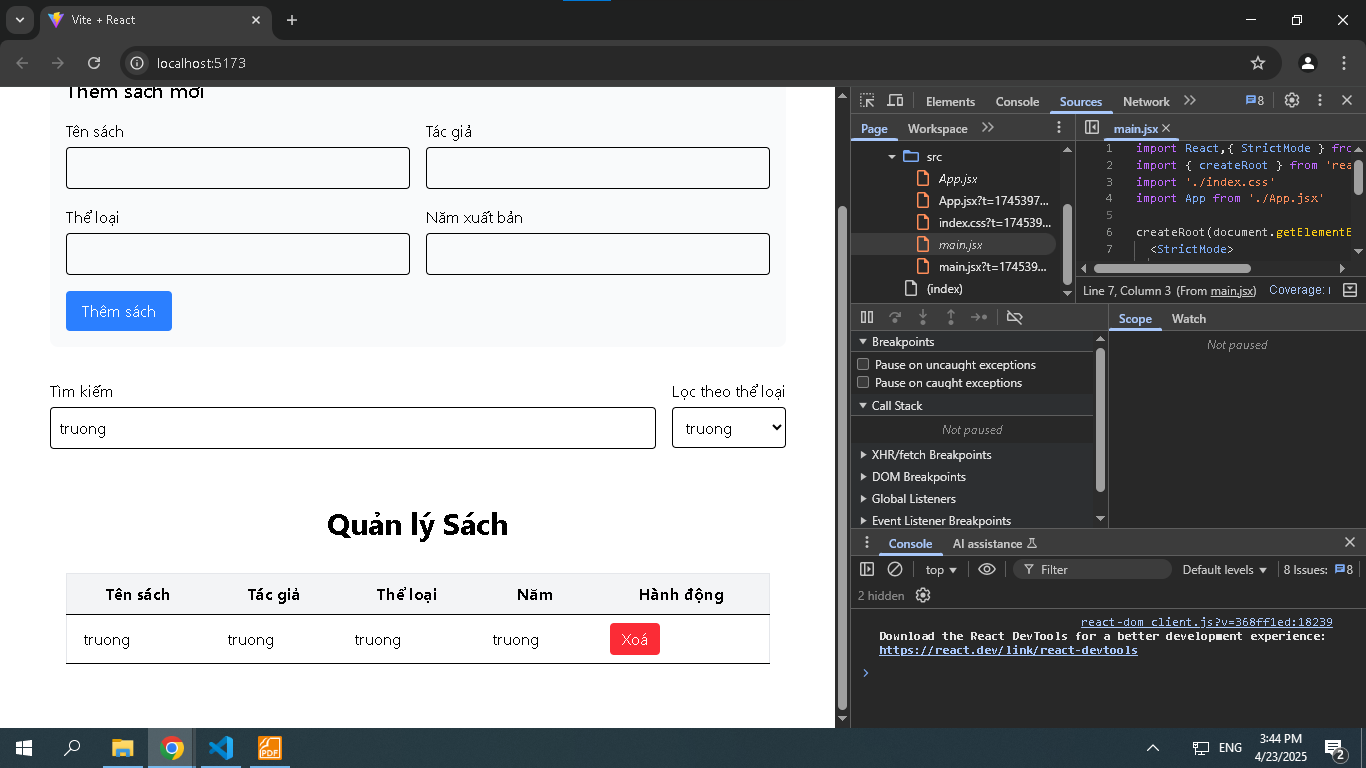 Vite + React
localhost:5173
Thêm sách mới
Tên sách
Tác giả
Thể loại
Năm xuất bản
Thêm sách
Tìm kiếm
Lọc theo thể loại
truong
truong
Quản lý Sách
Tên sách Tác giả Thể loại Năm Hành động
truong truong truong truong Xoá
Elements Console Sources Network 8
Page Workspace
main.jsx
src
App.jsx
App.jsx?t=1745397...
index.css?t=174539...
main.jsx
main.jsx?t=174539...
(index)
1 import React,{ StrictMode } fro
2 import { createRoot } from 'rea
3 import './index.css'
4 import App from './App.jsx'
5
6 createRoot(document.getElementB
7 <StrictMode>
Line 7, Column 3 (From main.jsx) Coverage:
Scope Watch
Not paused
Breakpoints
Pause on uncaught exceptions
Pause on caught exceptions
Call Stack
Not paused
XHR/fetch Breakpoints
DOM Breakpoints
Global Listeners
Event Listener Breakpoints
Console AI assistance
top Filter Default levels 8 Issues: 8
2 hidden
react-dom_client.js?v=368ff1ed:18239
Download the React DevTools for a better development experience:
https://react.dev/link/react-devtools
PDF
ENG
3:44 PM
4/23/2025
2